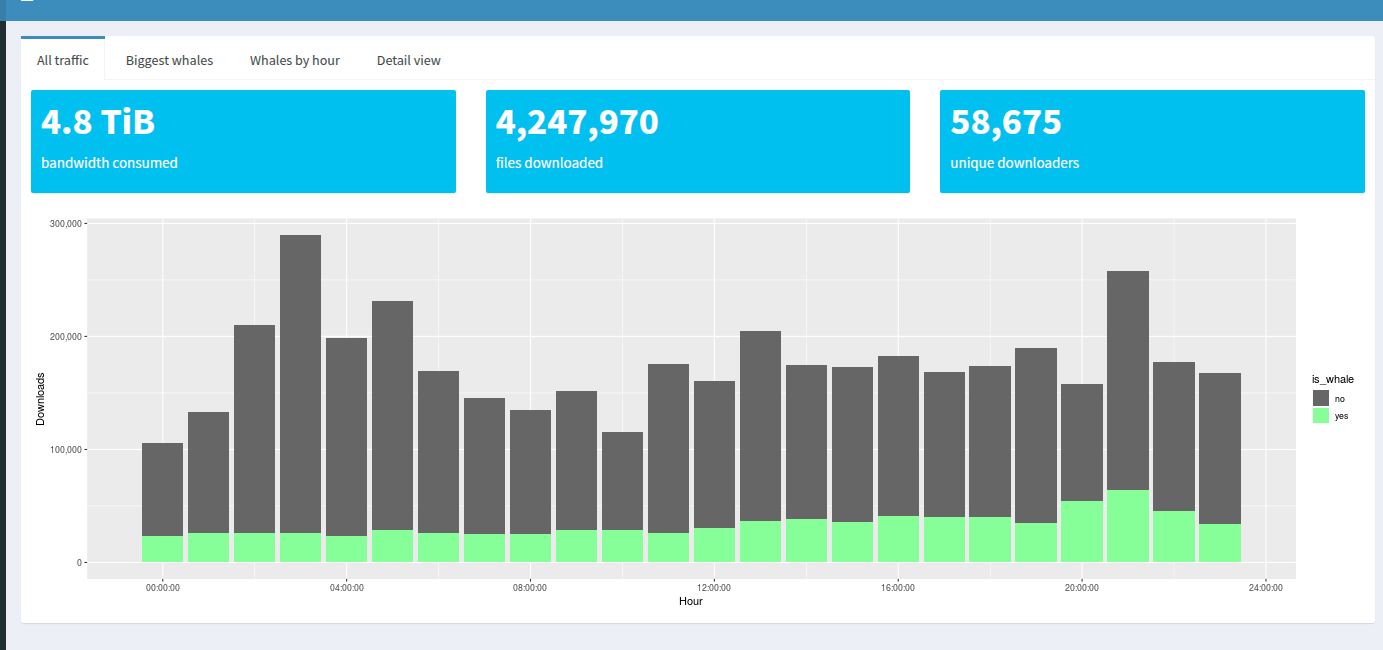 All traffic Biggest whales Whales by hour Detail view
4.8 TiB 4,247,970 58,675
bandwidth consumed files downloaded unique downloaders
300,000
200,000
100,000
0
Downloads
00:00:00 04:00:00 08:00:00 12:00:00 16:00:00 20:00:00 24:00:00
Hour
is_whale
no
yes